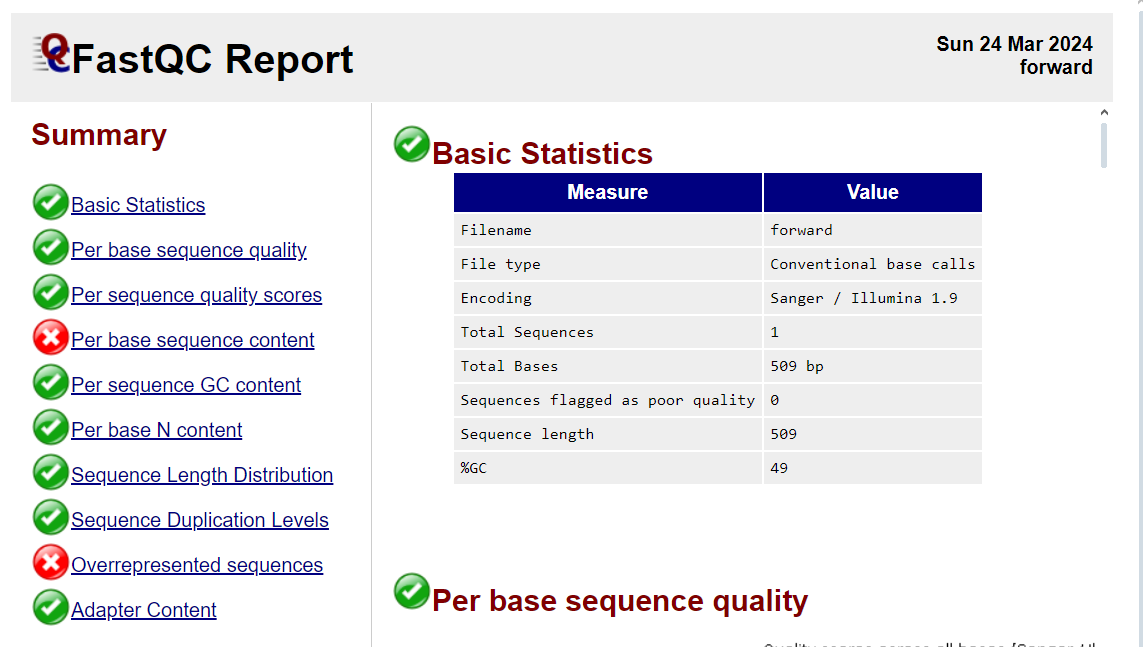 FastQC Report
Sun 24 Mar 2024
forward
Summary
Basic Statistics
Per base sequence quality
Per sequence quality scores
Per base sequence content
Per sequence GC content
Per base N content
Sequence Length Distribution
Sequence Duplication Levels
Overrepresented sequences
Adapter Content
Basic Statistics
Measure Value
Filename forward
File type Conventional base calls
Encoding Sanger / Illumina 1.9
Total Sequences 1
Total Bases 509 bp
Sequences flagged as poor quality 0
Sequence length 509
%GC 49
Per base sequence quality